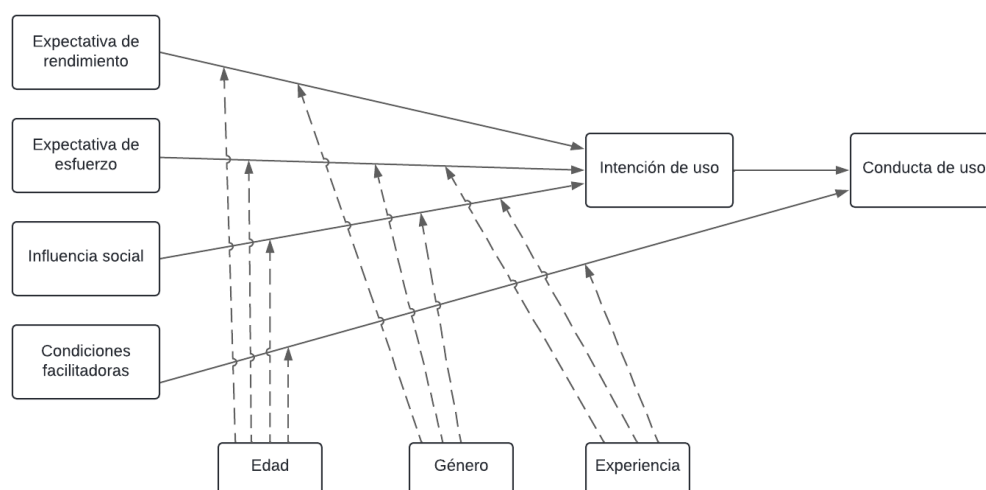 Expectativa de
rendimiento
Expectativa de
esfuerzo
Intención de uso
Conducta de uso
Influencia social
Condiciones
facilitadoras
Edad
Género
Experiencia